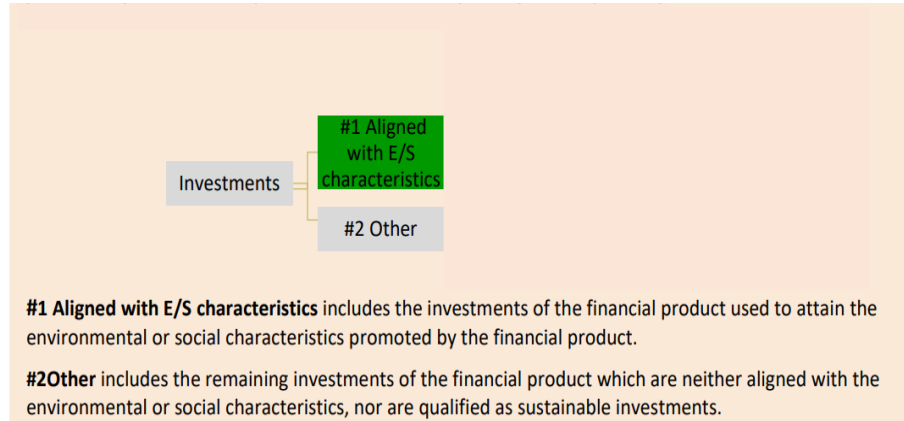 #1 Aligned
with E/S
characteristics
Investments
#2 Other
#1 Aligned with E/S characteristics includes the investments of the financial product used to attain the
environmental or social characteristics promoted by the financial product.
#2Other includes the remaining investments of the financial product which are neither aligned with the
environmental or social characteristics, nor are qualified as sustainable investments.